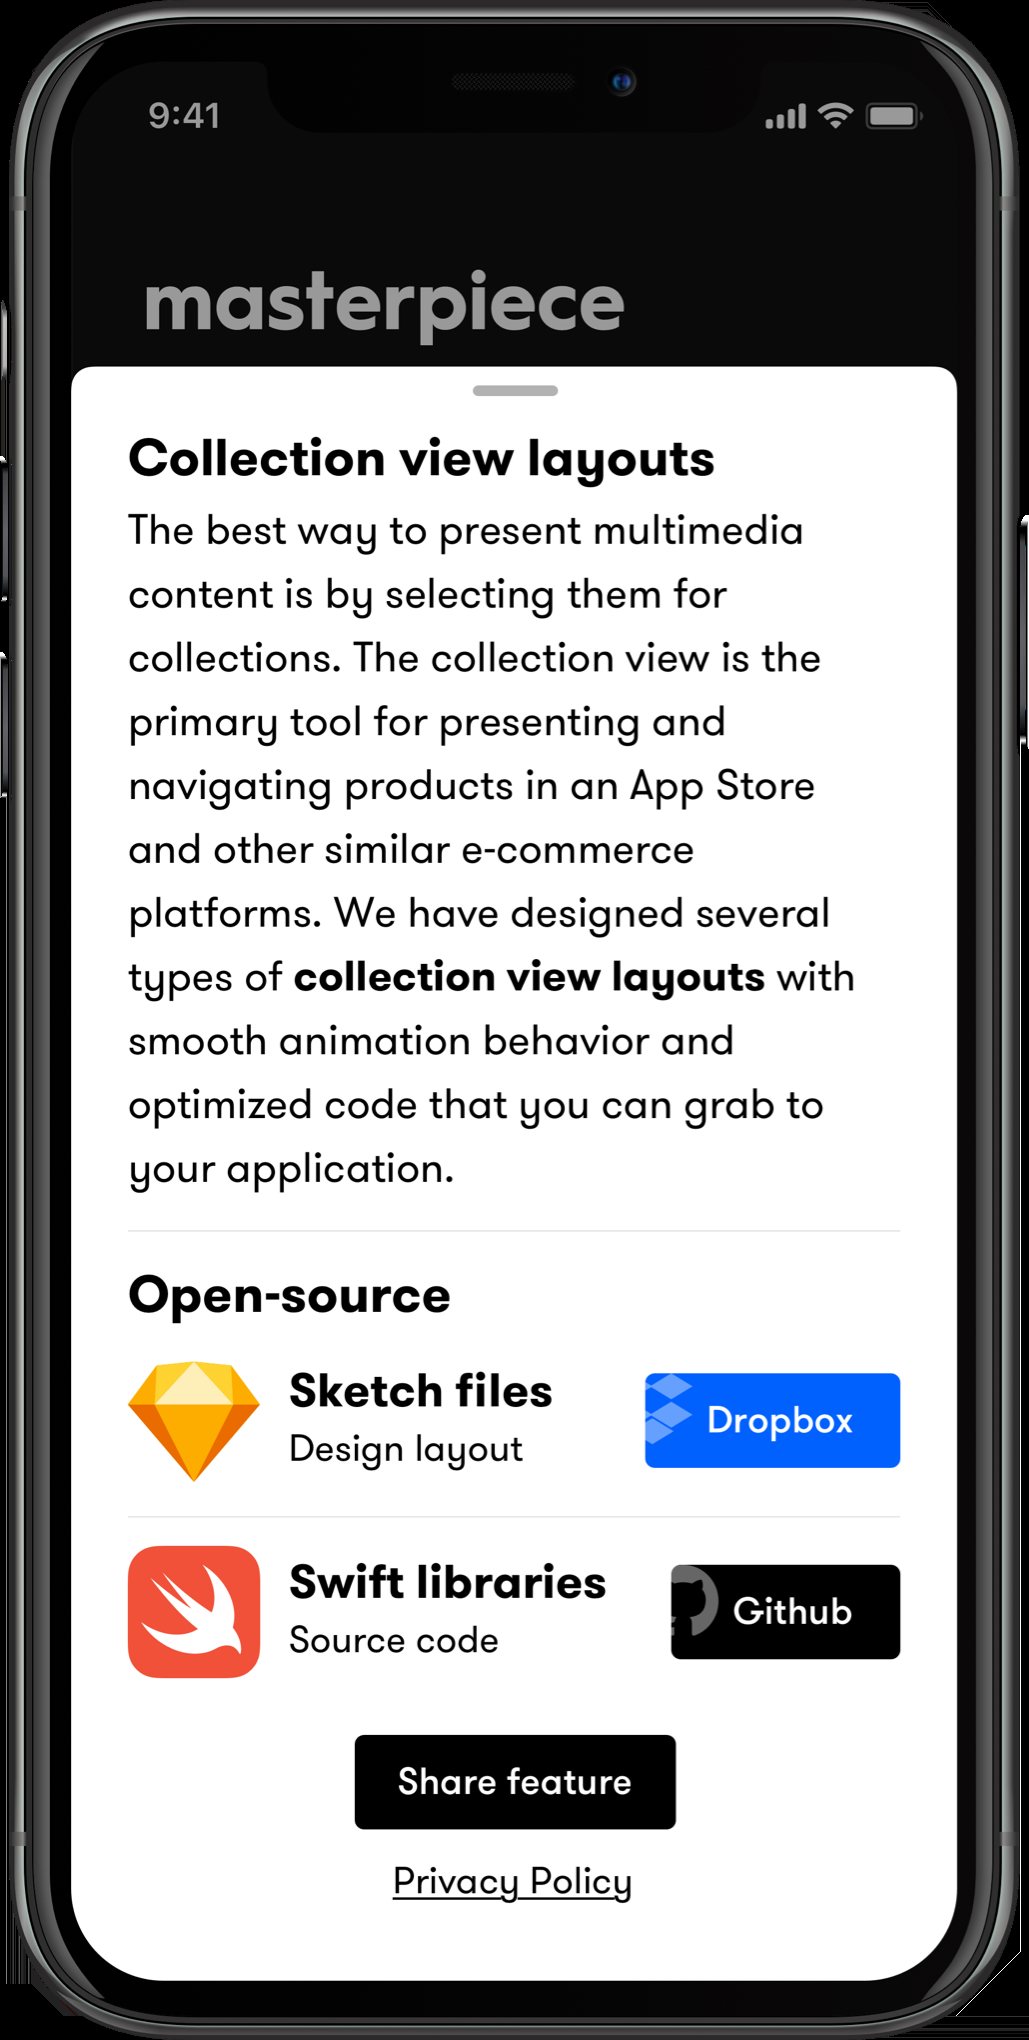 9:41
masterpiece
Collection view layouts
The best way to present multimedia
content is by selecting them for
collections. The collection view is the
primary tool for presenting and
navigating products in an App Store
and other similar e-commerce
platforms. We have designed several
types of collection view layouts with
smooth animation behavior and
optimized code that you can grab to
your application.
Open-source
Sketch files
Design layout
Dropbox
Swift libraries
Source code
Github
Share feature
Privacy Policy